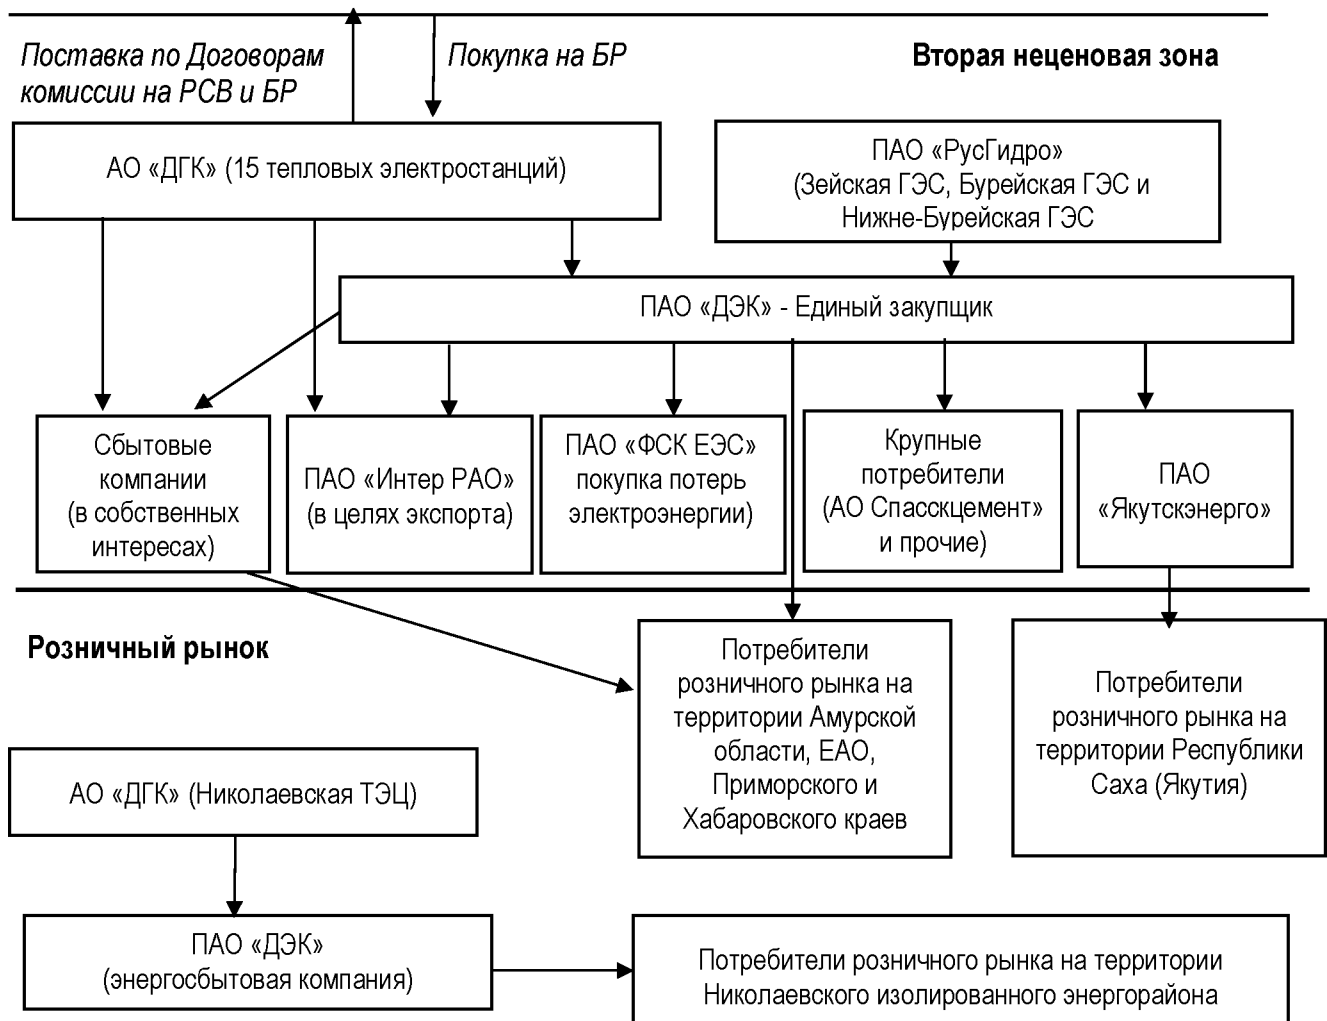 Поставка по Договорам
комиссии на РСВ и БР
Покупка на БР
Вторая неценовая зона
АО «ДГК» (15 тепловых электростанций)
ПАО «РусГидро»
(Зейская ГЭС, Бурейская ГЭС и
Нижне-Бурейская ГЭС
ПАО «ДЭК» - Единый закупщик
Сбытовые
компании
(в собственных
интересах)
ПАО «Интер РАО»
(в целях экспорта)
ПАО «ФСК ЕЭС»
покупка потерь
электроэнергии)
Крупные
потребители
(АО Спасскцемент»
и прочие)
ПАО
«Якутскэнерго»
Розничный рынок
Потребители
розничного рынка на
территории Амурской
области, ЕАО,
Приморского и
Хабаровского краев
Потребители
розничного рынка на
территории Республики
Саха (Якутия)
АО «ДГК» (Николаевская ТЭЦ)
ПАО «ДЭК»
(энергосбытовая компания)
Потребители розничного рынка на территории
Николаевского изолированного энергорайона